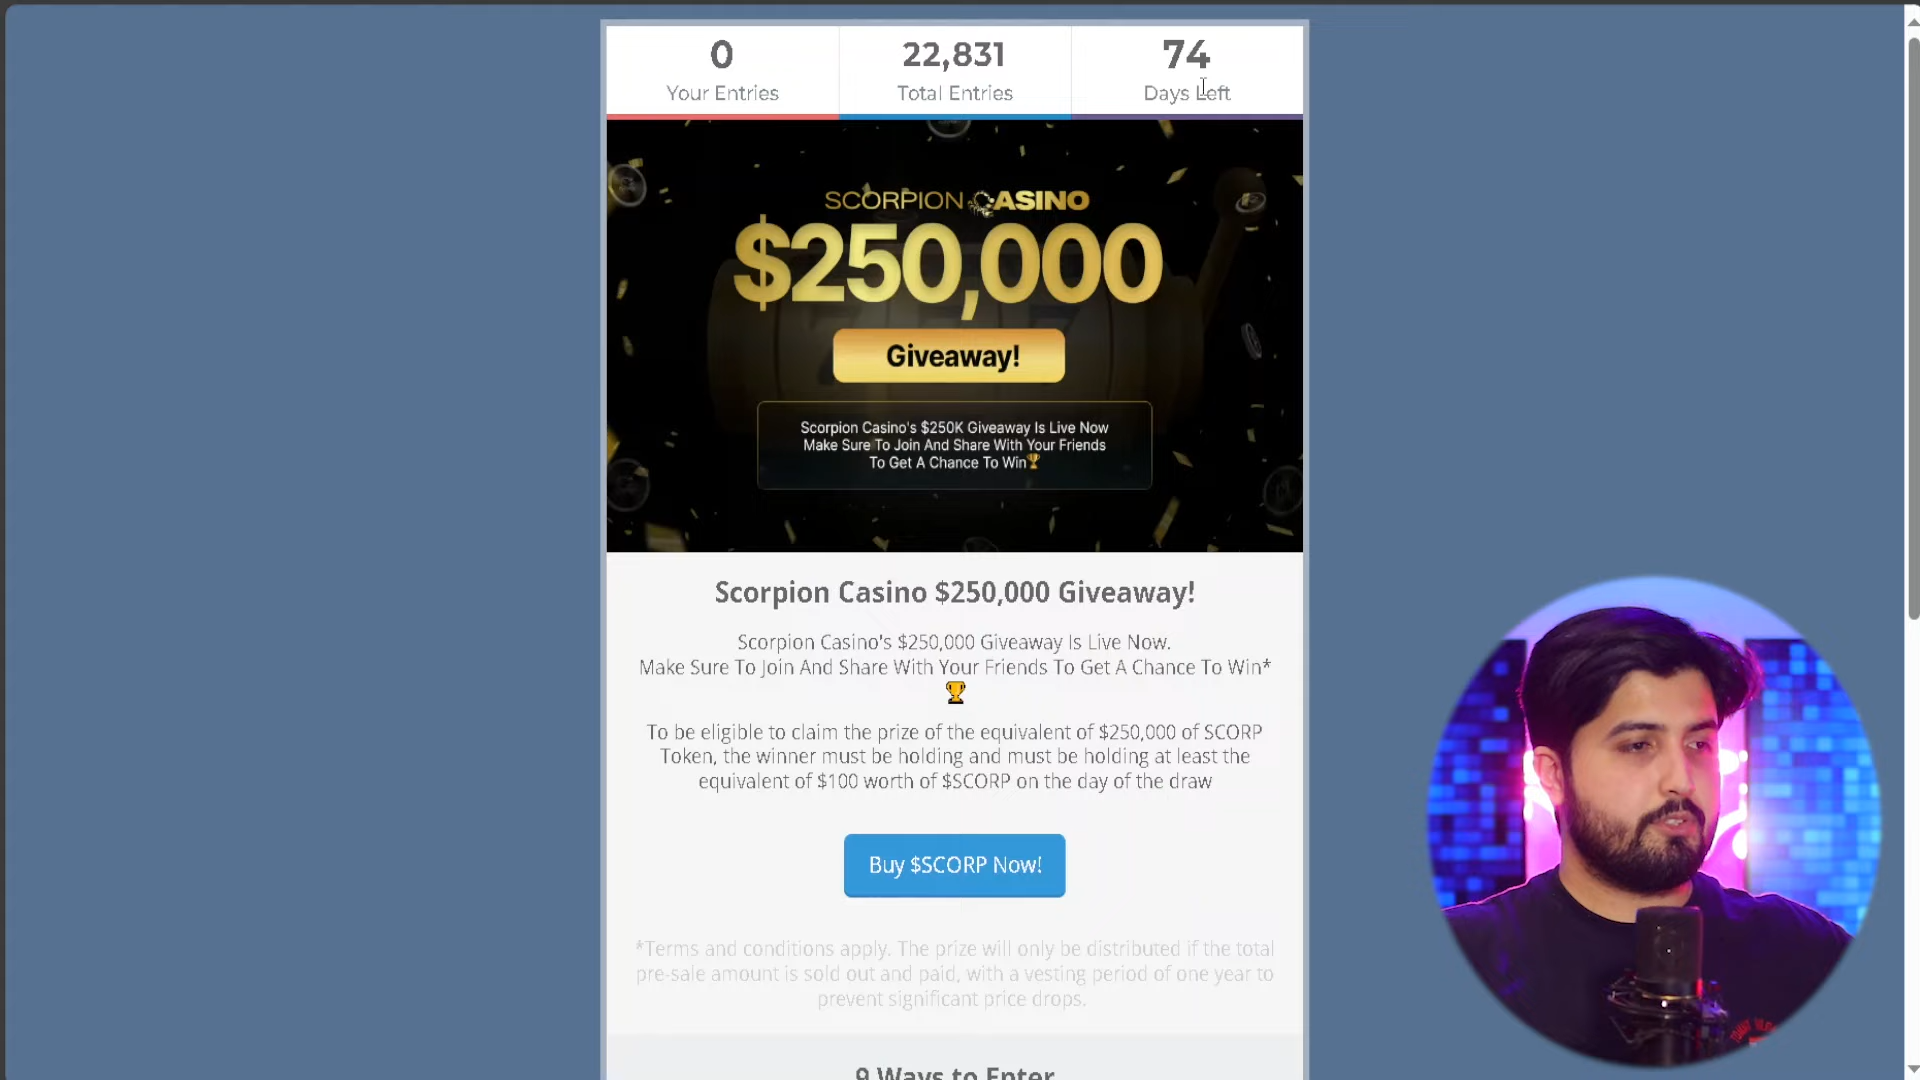 0
Your Entries
22,831
Total Entries
74
Days Left
SCORPION CASINO
$250,000
Giveaway!
Scorpion Casino's $250K Giveaway Is Live Now
Make Sure To Join And Share With Your Friends
To Get A Chance To Win🏆
Scorpion Casino $250,000 Giveaway!
Scorpion Casino's $250,000 Giveaway Is Live Now.
Make Sure To Join And Share With Your Friends To Get A Chance To Win*
🏆
To be eligible to claim the prize of the equivalent of $250,000 of SCORP
Token, the winner must be holding and must be holding at least the
equivalent of $100 worth of $SCORP on the day of the draw
Buy $SCORP Now!
*Terms and conditions apply. The prize will only be distributed if the total
pre-sale amount is sold out and paid, with a vesting period of one year to
prevent significant price drops.
9 Ways to Enter